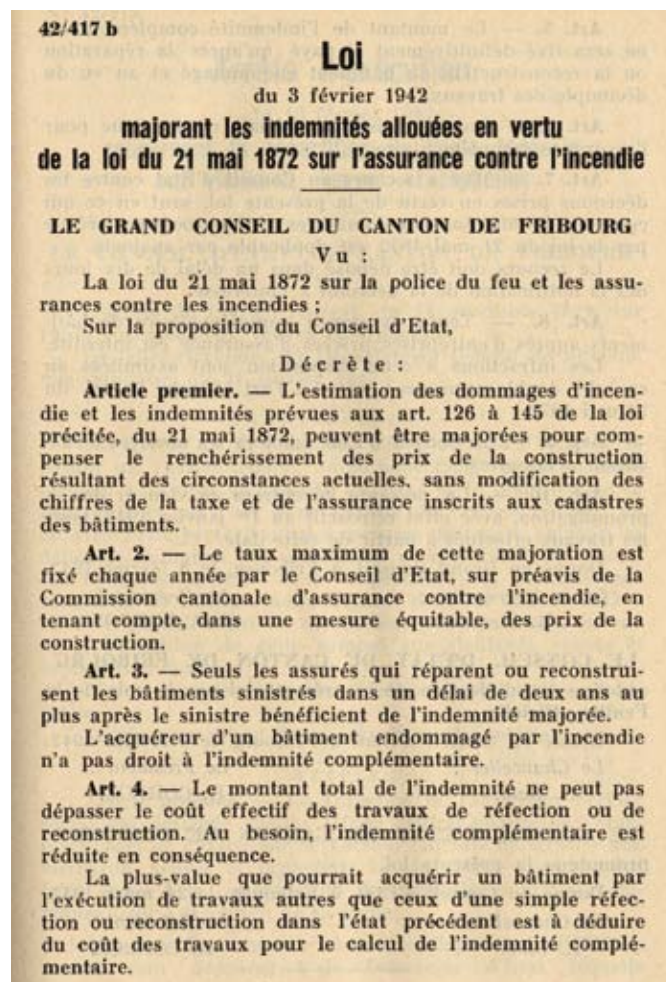 42/417 b
Loi
du 3 février 1942
majorant les indemnités allouées en vertu
de la loi du 21 mai 1872 sur l'assurance contre l'incendie
LE GRAND CONSEIL DU CANTON DE FRIBOURG
Vu :
La loi du 21 mai 1872 sur la police du feu et les assu-
rances contre les incendies ;
Sur la proposition du Conseil d'Etat,
Décrète :
Article premier. — L'estimation des dommages d'incen-
die et les indemnités prévues aux art. 126 à 145 de la loi
précitée, du 21 mai 1872, peuvent être majorées pour com-
penser le renchérissement des prix de la construction
résultant des circonstances actuelles, sans modification des
chiffres de la taxe et de l'assurance inscrits aux cadastres
des bâtiments.
Art. 2. — Le taux maximum de cette majoration est
fixé chaque année par le Conseil d'Etat, sur préavis de la
Commission cantonale d'assurance contre l'incendie, en
tenant compte, dans une mesure équitable, des prix de la
construction.
Art. 3. — Seuls les assurés qui réparent ou reconstrui-
sent les bâtiments sinistrés dans un délai de deux ans au
plus après le sinistre bénéficient de l'indemnité majorée.
L'acquéreur d'un bâtiment endommagé par l'incendie
n'a pas droit à l'indemnité complémentaire.
Art. 4. — Le montant total de l'indemnité ne peut pas
dépasser le coût effectif des travaux de réfection ou de
reconstruction. Au besoin, l'indemnité complémentaire est
réduite en conséquence.
La plus-value que pourrait acquérir un bâtiment par
l'exécution de travaux autres que ceux d'une simple réfec-
tion ou reconstruction dans l'état précédent est à déduire
du coût des travaux pour le calcul de l'indemnité complé-
mentaire.